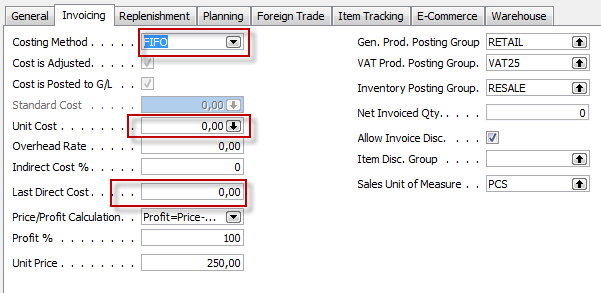 General Invoicing Replenishment Planning Foreign Trade Item Tracking E-Commerce Warehouse
Costing Method . . . . . FIFO
Cost is Adjusted. . . . .
Cost is Posted to G/L . .
Standard Cost . . . . . 0,00
Unit Cost . . . . . . . 0,00
Overhead Rate . . . . . 0,00
Indirect Cost % . . . . 0
Last Direct Cost . . . . 0,00
Price/Profit Calculation. . Profit=Price-...
Profit % . . . . . . . . 100
Unit Price . . . . . . . 250,00
Gen. Prod. Posting Group RETAIL
VAT Prod. Posting Group. VAT25
Inventory Posting Group. RESALE
Net Invoiced Qty. . . . . 0
Allow Invoice Disc. . . .
Item Disc. Group . . . .
Sales Unit of Measure . . PCS